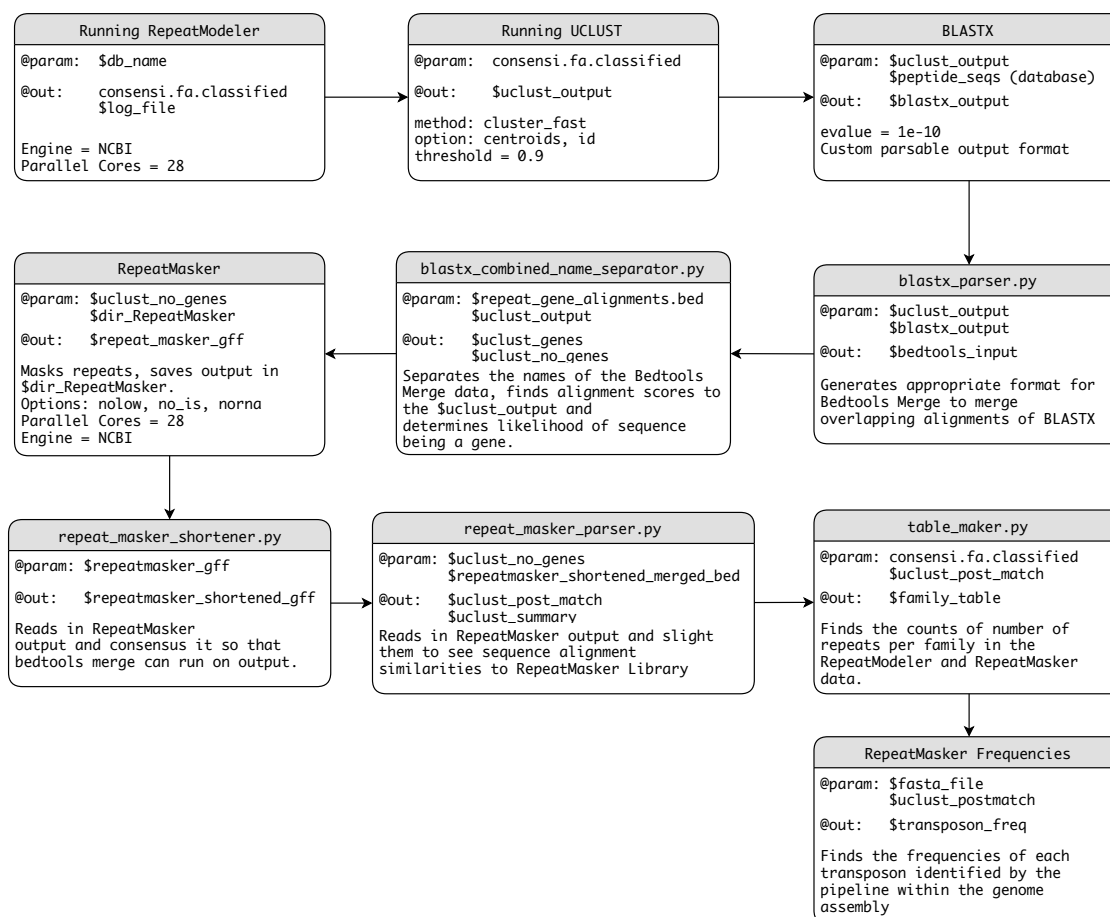 Running RepeatModeler
@param: $db_name
@out: consensi.fa.classified
$log_file
Engine = NCBI
Parallel Cores = 28
Running UCLUST
@param: consensi.fa.classified
@out: $uclust_output
method: cluster_fast
option: centroids, id
threshold = 0.9
BLASTX
@param: $uclust_output
$peptide_seqs (database)
@out: $blastx_output
evalue = 1e-10
Custom parsable output format
RepeatMasker
@param: $uclust_no_genes
$dir_RepeatMasker
@out: $repeat_masker_gff
Masks repeats, saves output in
$dir_RepeatMasker.
Options: nolow, no_is, norna
Parallel Cores = 28
Engine = NCBI
blastx_combined_name_separator.py
@param: $repeat_gene_alignments.bed
$uclust_output
@out: $uclust_genes
$uclust_no_genes
Separates the names of the Bedtools
Merge data, finds alignment scores to
the $uclust_output and
determines likelihood of sequence
being a gene.
blastx_parser.py
@param: $uclust_output
$blastx_output
@out: $bedtools_input
Generates appropriate format for
Bedtools Merge to merge
overlapping alignments of BLASTX
repeat_masker_shortener.py
@param: $repeatmasker_gff
@out: $repeatmasker_shortened_gff
Reads in RepeatMasker
output and consensus it so that
bedtools merge can run on output.
repeat_masker_parser.py
@param: $uclust_no_genes
$repeatmasker_shortened_merged_bed
@out: $uclust_post_match
$uclust_summary
Reads in RepeatMasker output and slight
them to see sequence alignment
similarities to RepeatMasker Library
table_maker.py
@param: consensi.fa.classified
$uclust_post_match
@out: $family_table
Finds the counts of number of
repeats per family in the
RepeatModeler and RepeatMasker
data.
RepeatMasker Frequencies
@param: $fasta_file
$uclust_postmatch
@out: $transposon_freq
Finds the frequencies of each
transposon identified by the
pipeline within the genome
assembly